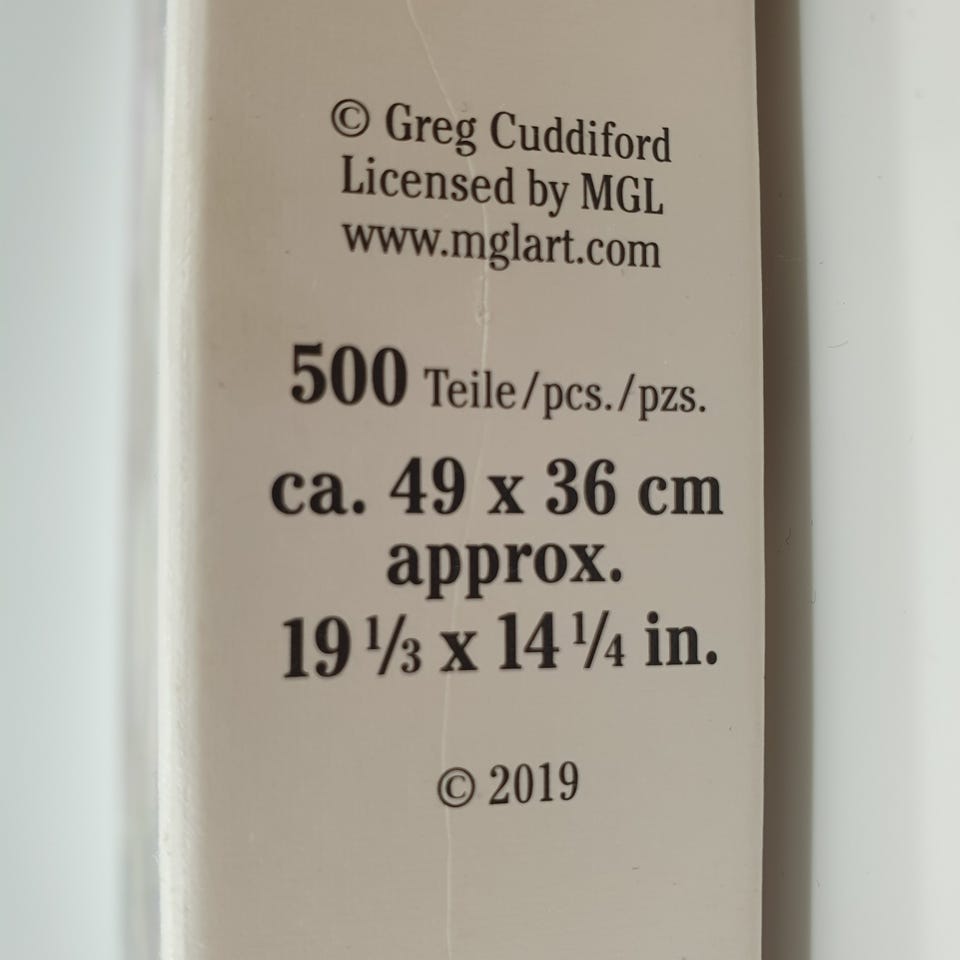 © Greg Cuddiford
Licensed by MGL
www.mglart.com
500 Teile/pcs./pzs.
ca. 49 x 36 cm
approx.
19 ⅓ x 14 ¼ in.
© 2019